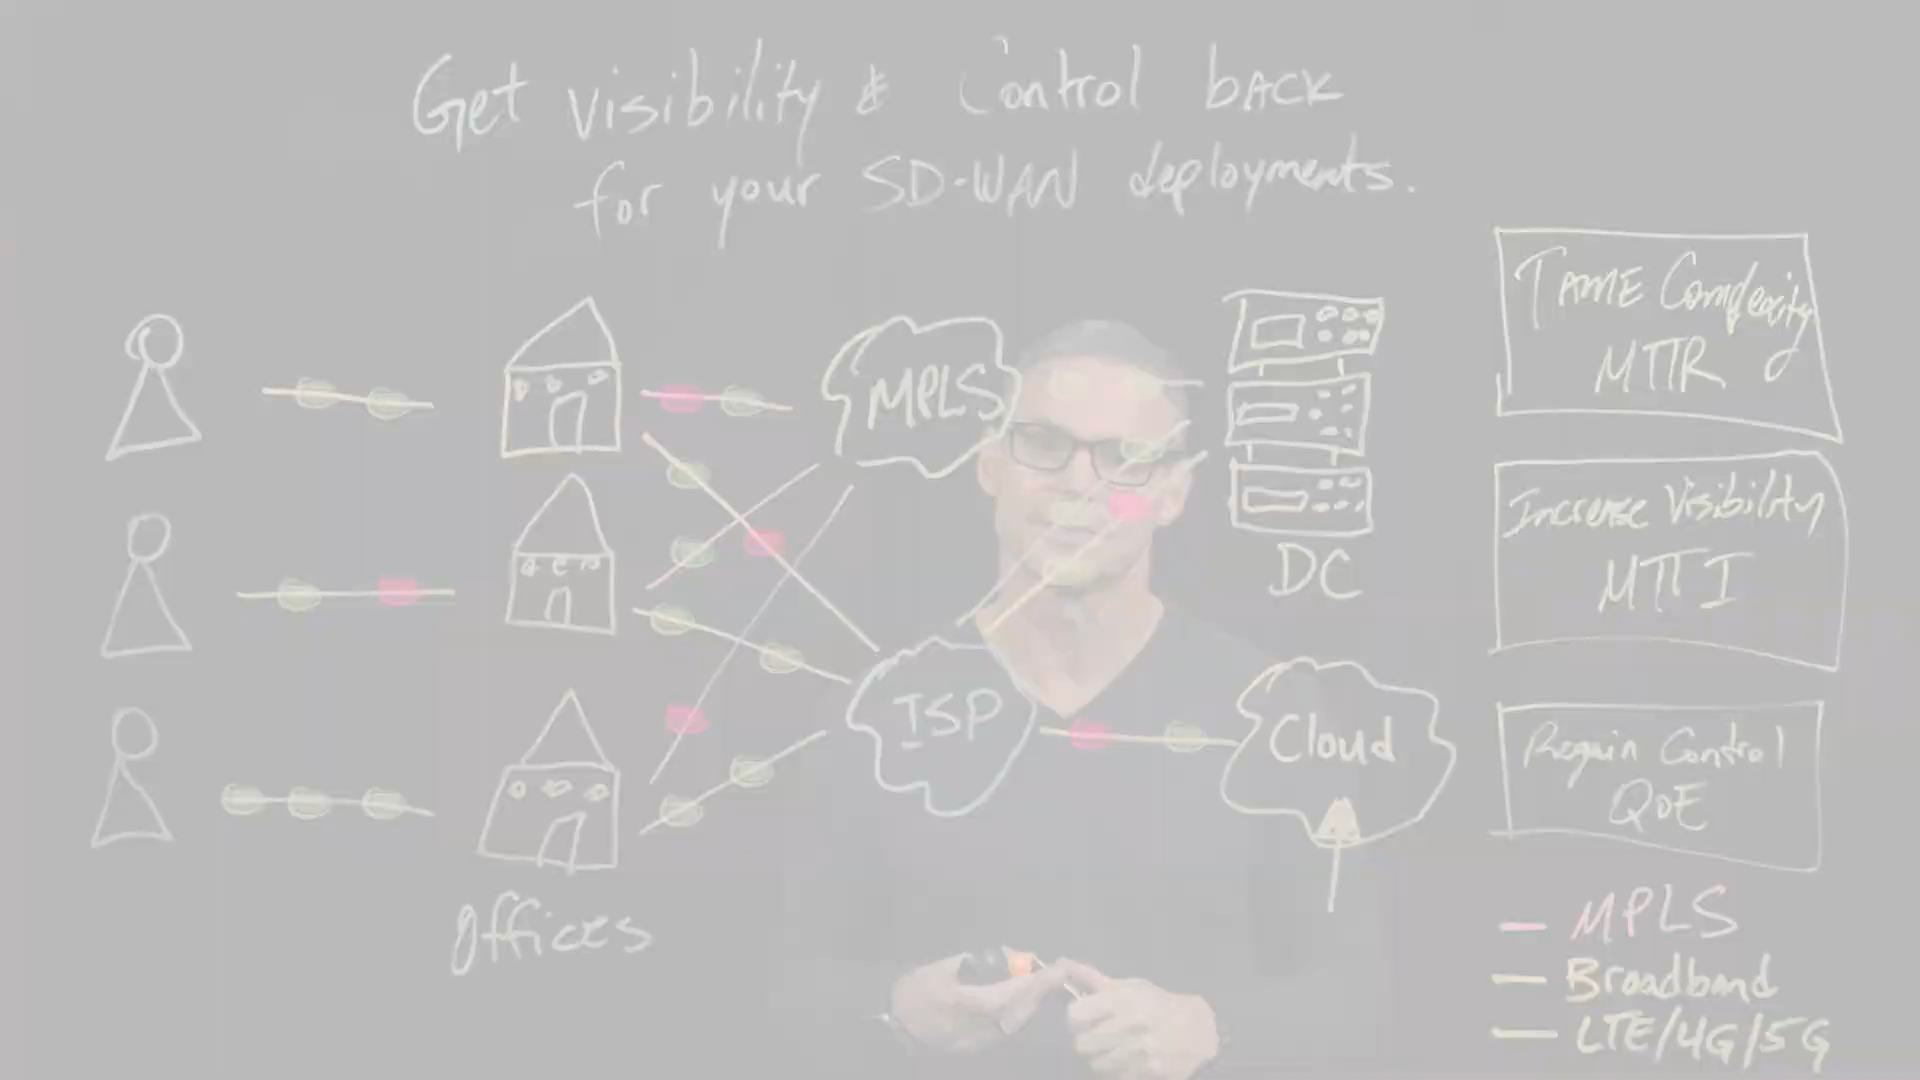 Get visibility & Control back
for your SD-WAN deployments.
TAME Complexity
MTTR
MPLS
Increase Visibility
MTTI
DC
ISP
Cloud
Regain Control
QoE
Offices
MPLS
Broadband
LTE/4G/5G